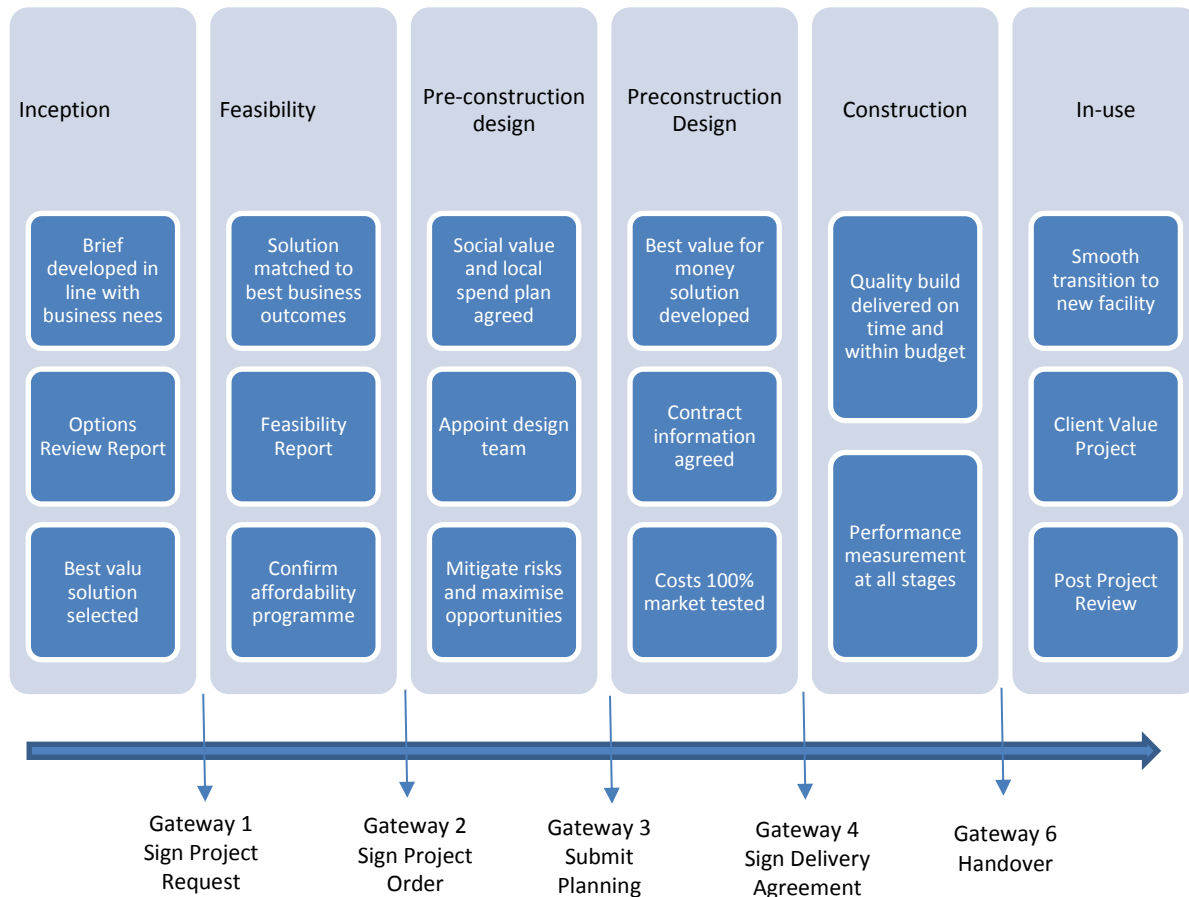 Inception
Feasibility
Pre-construction
design
Preconstruction
Design
Construction
In-use
Brief
developed in
line with
business nees
Options
Review Report
Best valu
solution
selected
Solution
matched to
best business
outcomes
Feasibility
Report
Confirm
affordability
programme
Social value
and local
spend plan
agreed
Appoint design
team
Mitigate risks
and maximise
opportunities
Best value for
money
solution
developed
Contract
information
agreed
Costs 100%
market tested
Quality build
delivered on
time and
within budget
Performance
measurement
at all stages
Smooth
transition to
new facility
Client Value
Project
Post Project
Review
Gateway 1
Sign Project
Request
Gateway 2
Sign Project
Order
Gateway 3
Submit
Planning
Gateway 4
Sign Delivery
Agreement
Gateway 6
Handover